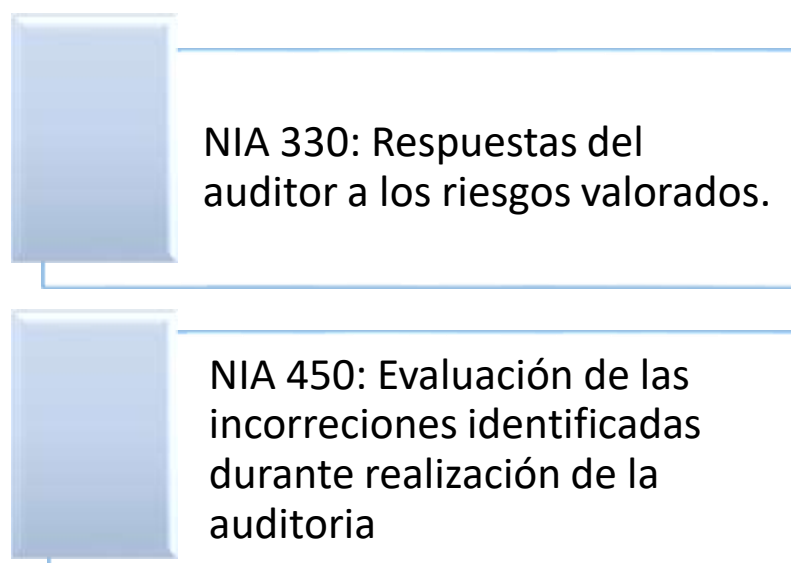 NIA 330: Respuestas del
auditor a los riesgos valorados.
NIA 450: Evaluación de las
incorreciones identificadas
durante realización de la
auditoria